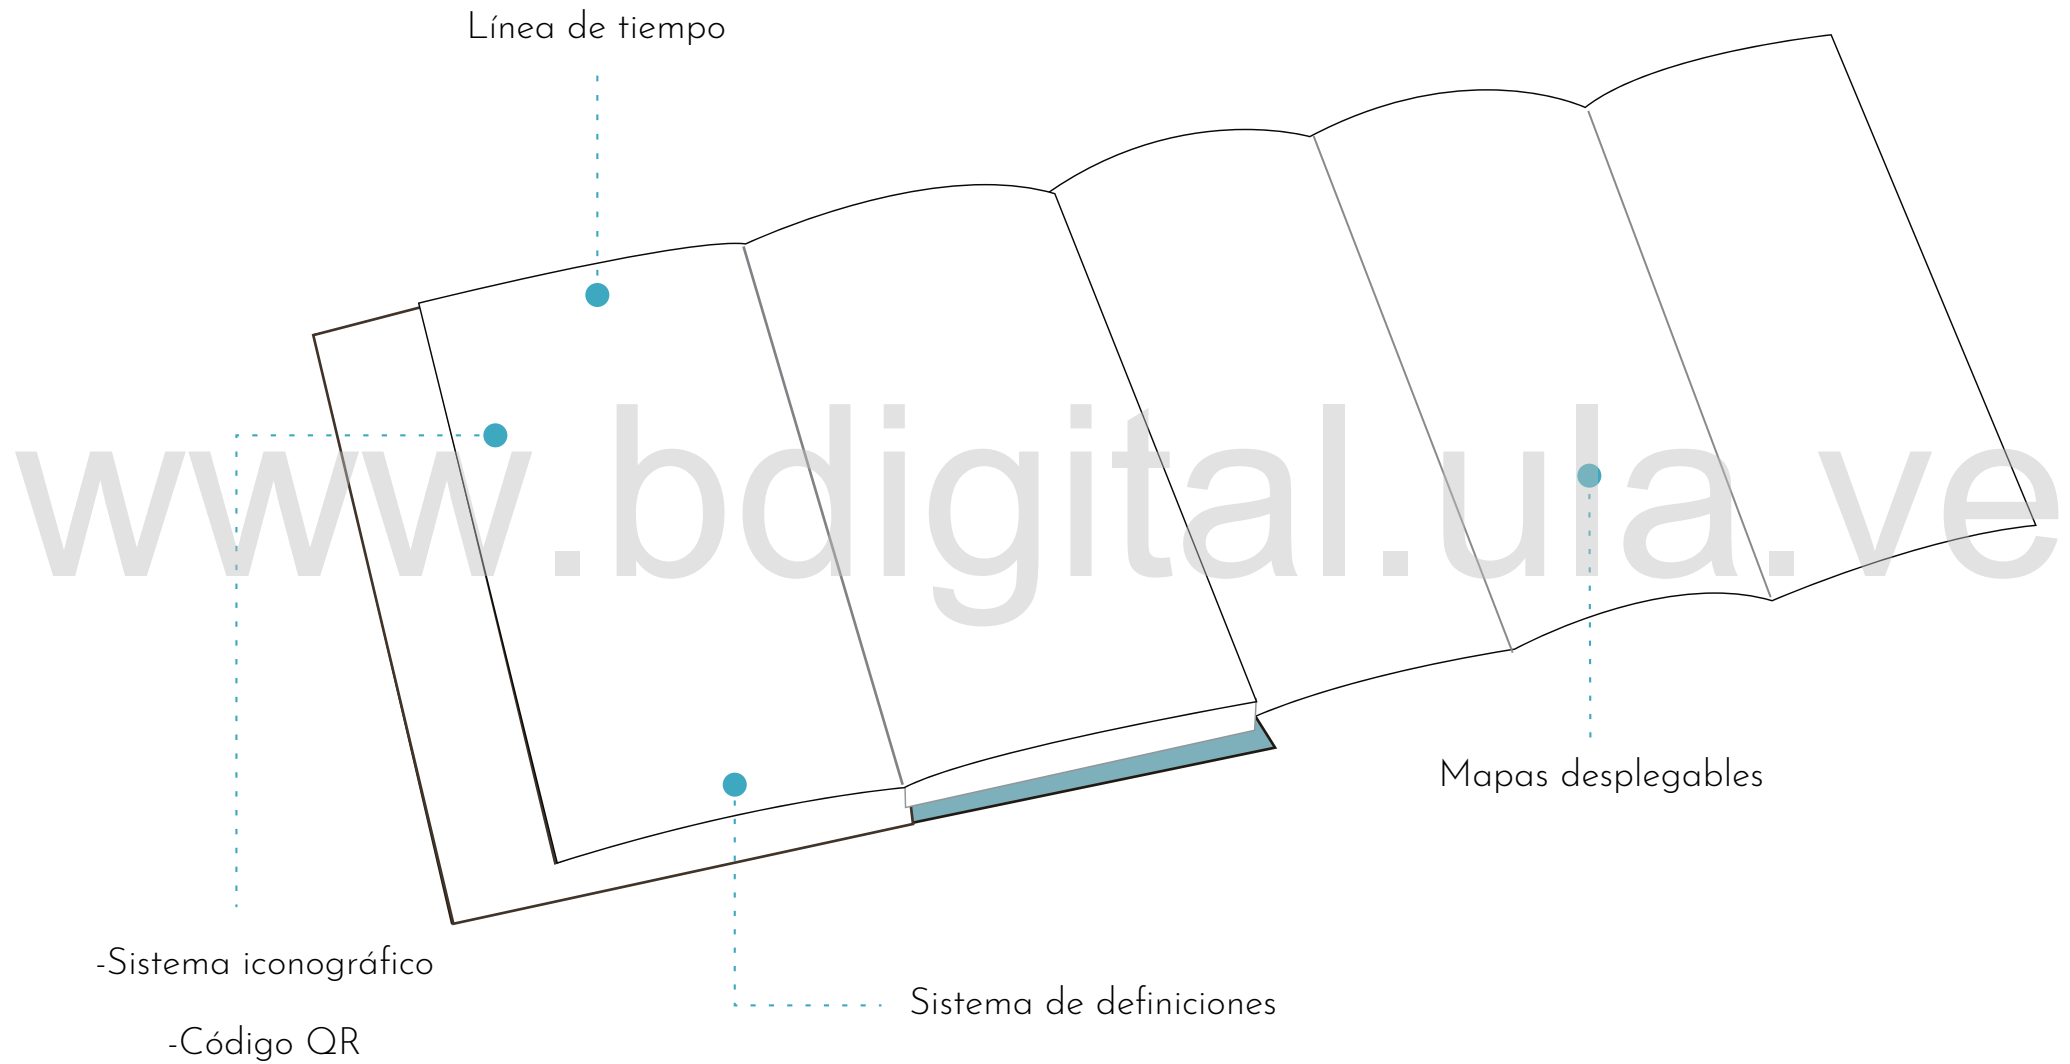 Línea de tiempo
www.bdigital.ula.ve
Mapas desplegables
-Sistema iconográfico
Sistema de definiciones
-Código QR